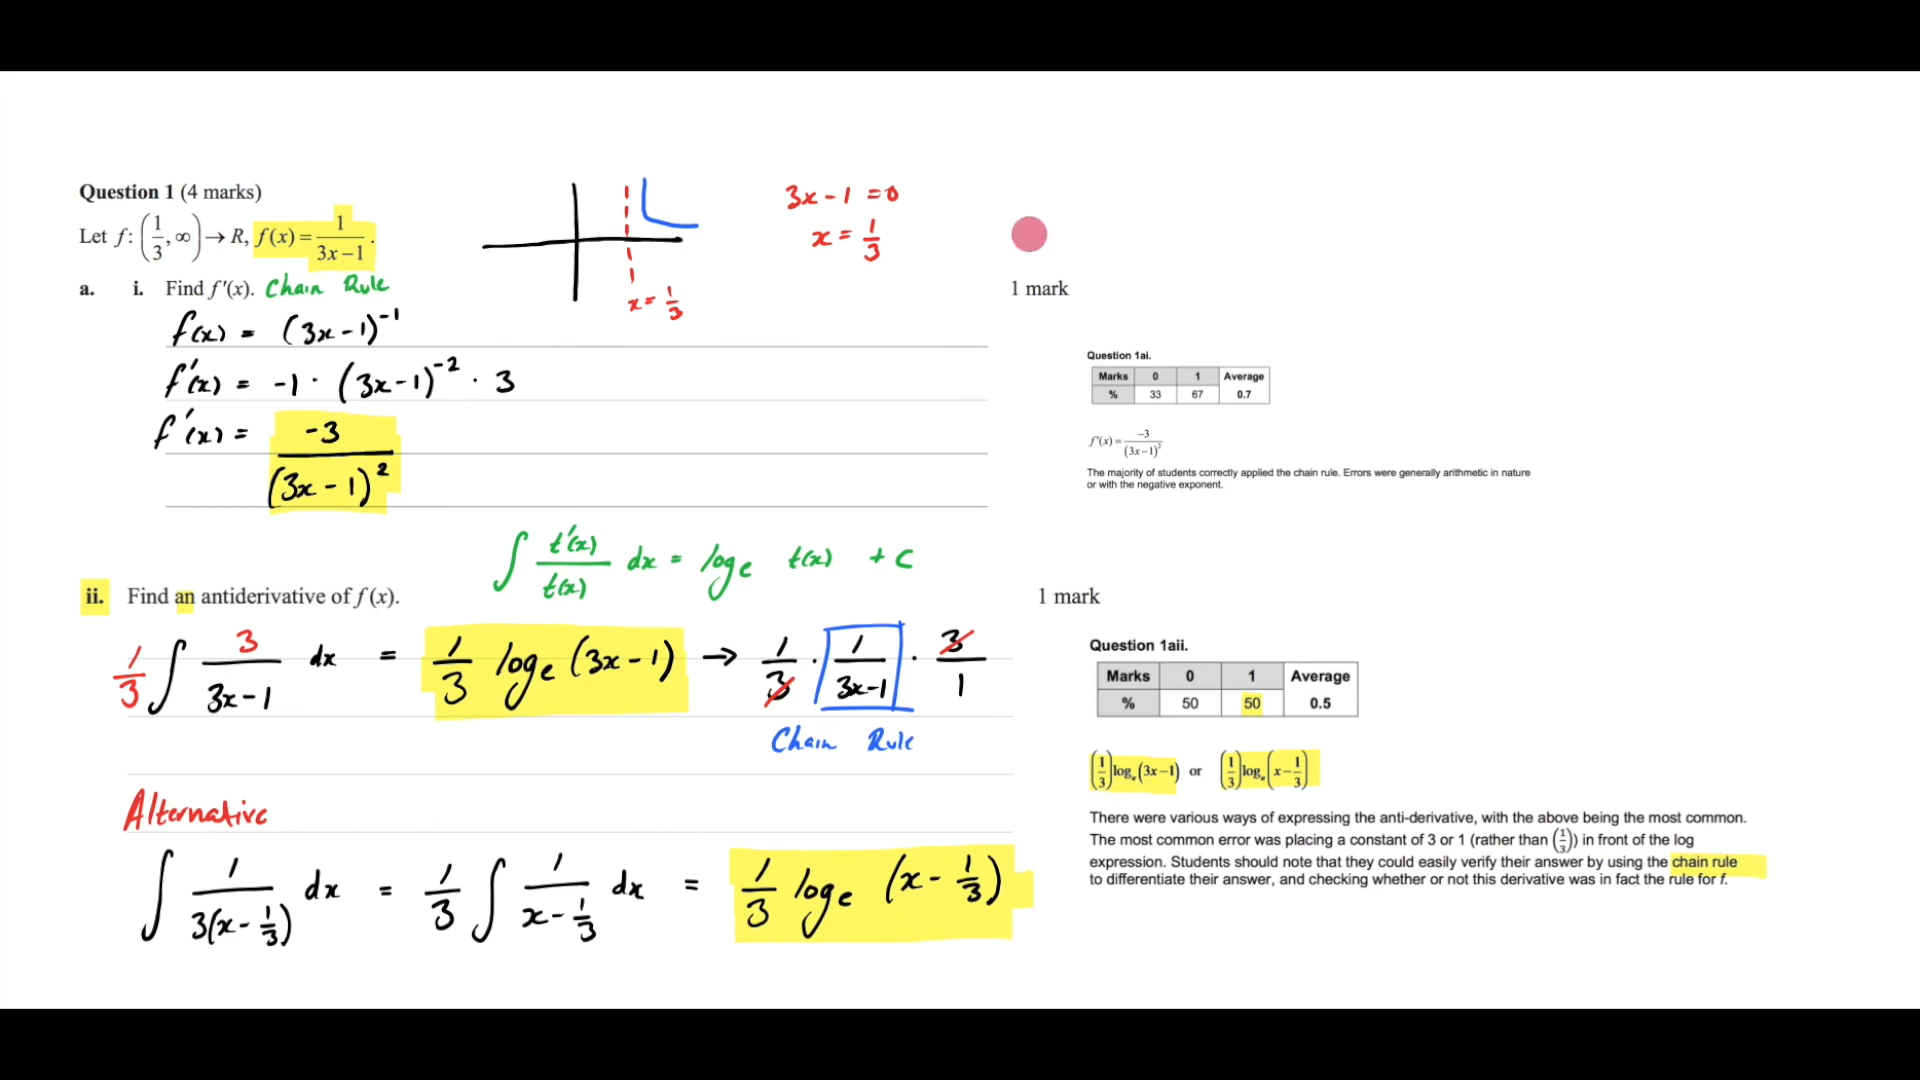 Question 1 (4 marks)
Let f: (1/3, ∞) → R, f(x) = 1/(3x−1).
3x − 1 = 0
x = 1/3
x = 1/3
a. i. Find f′(x). Chain Rule
1 mark
f(x) = (3x − 1)^−1
f′(x) = −1 · (3x − 1)^−2 · 3
f′(x) = −3/(3x − 1)^2
Question 1ai.
Marks 0 1 Average
% 33 67 0.7
f′(x) = −3/(3x−1)^2
The majority of students correctly applied the chain rule. Errors were generally arithmetic in nature
or with the negative exponent.
∫ t′(x)/t(x) dx = loge t(x) + c
ii. Find an antiderivative of f(x).
1 mark
1/3 ∫ 3/(3x − 1) dx = 1/3 loge (3x − 1) → 1/3 · 1/(3x−1) · 3/1
Chain Rule
Question 1aii.
Marks 0 1 Average
% 50 50 0.5
(1/3) loge (3x−1) or (1/3) loge (x − 1/3)
There were various ways of expressing the anti-derivative, with the above being the most common.
The most common error was placing a constant of 3 or 1 (rather than (1/3)) in front of the log
expression. Students should note that they could easily verify their answer by using the chain rule
to differentiate their answer, and checking whether or not this derivative was in fact the rule for f.
Alternative
∫ 1/(3(x − 1/3)) dx = 1/3 ∫ 1/(x − 1/3) dx = 1/3 loge (x − 1/3)